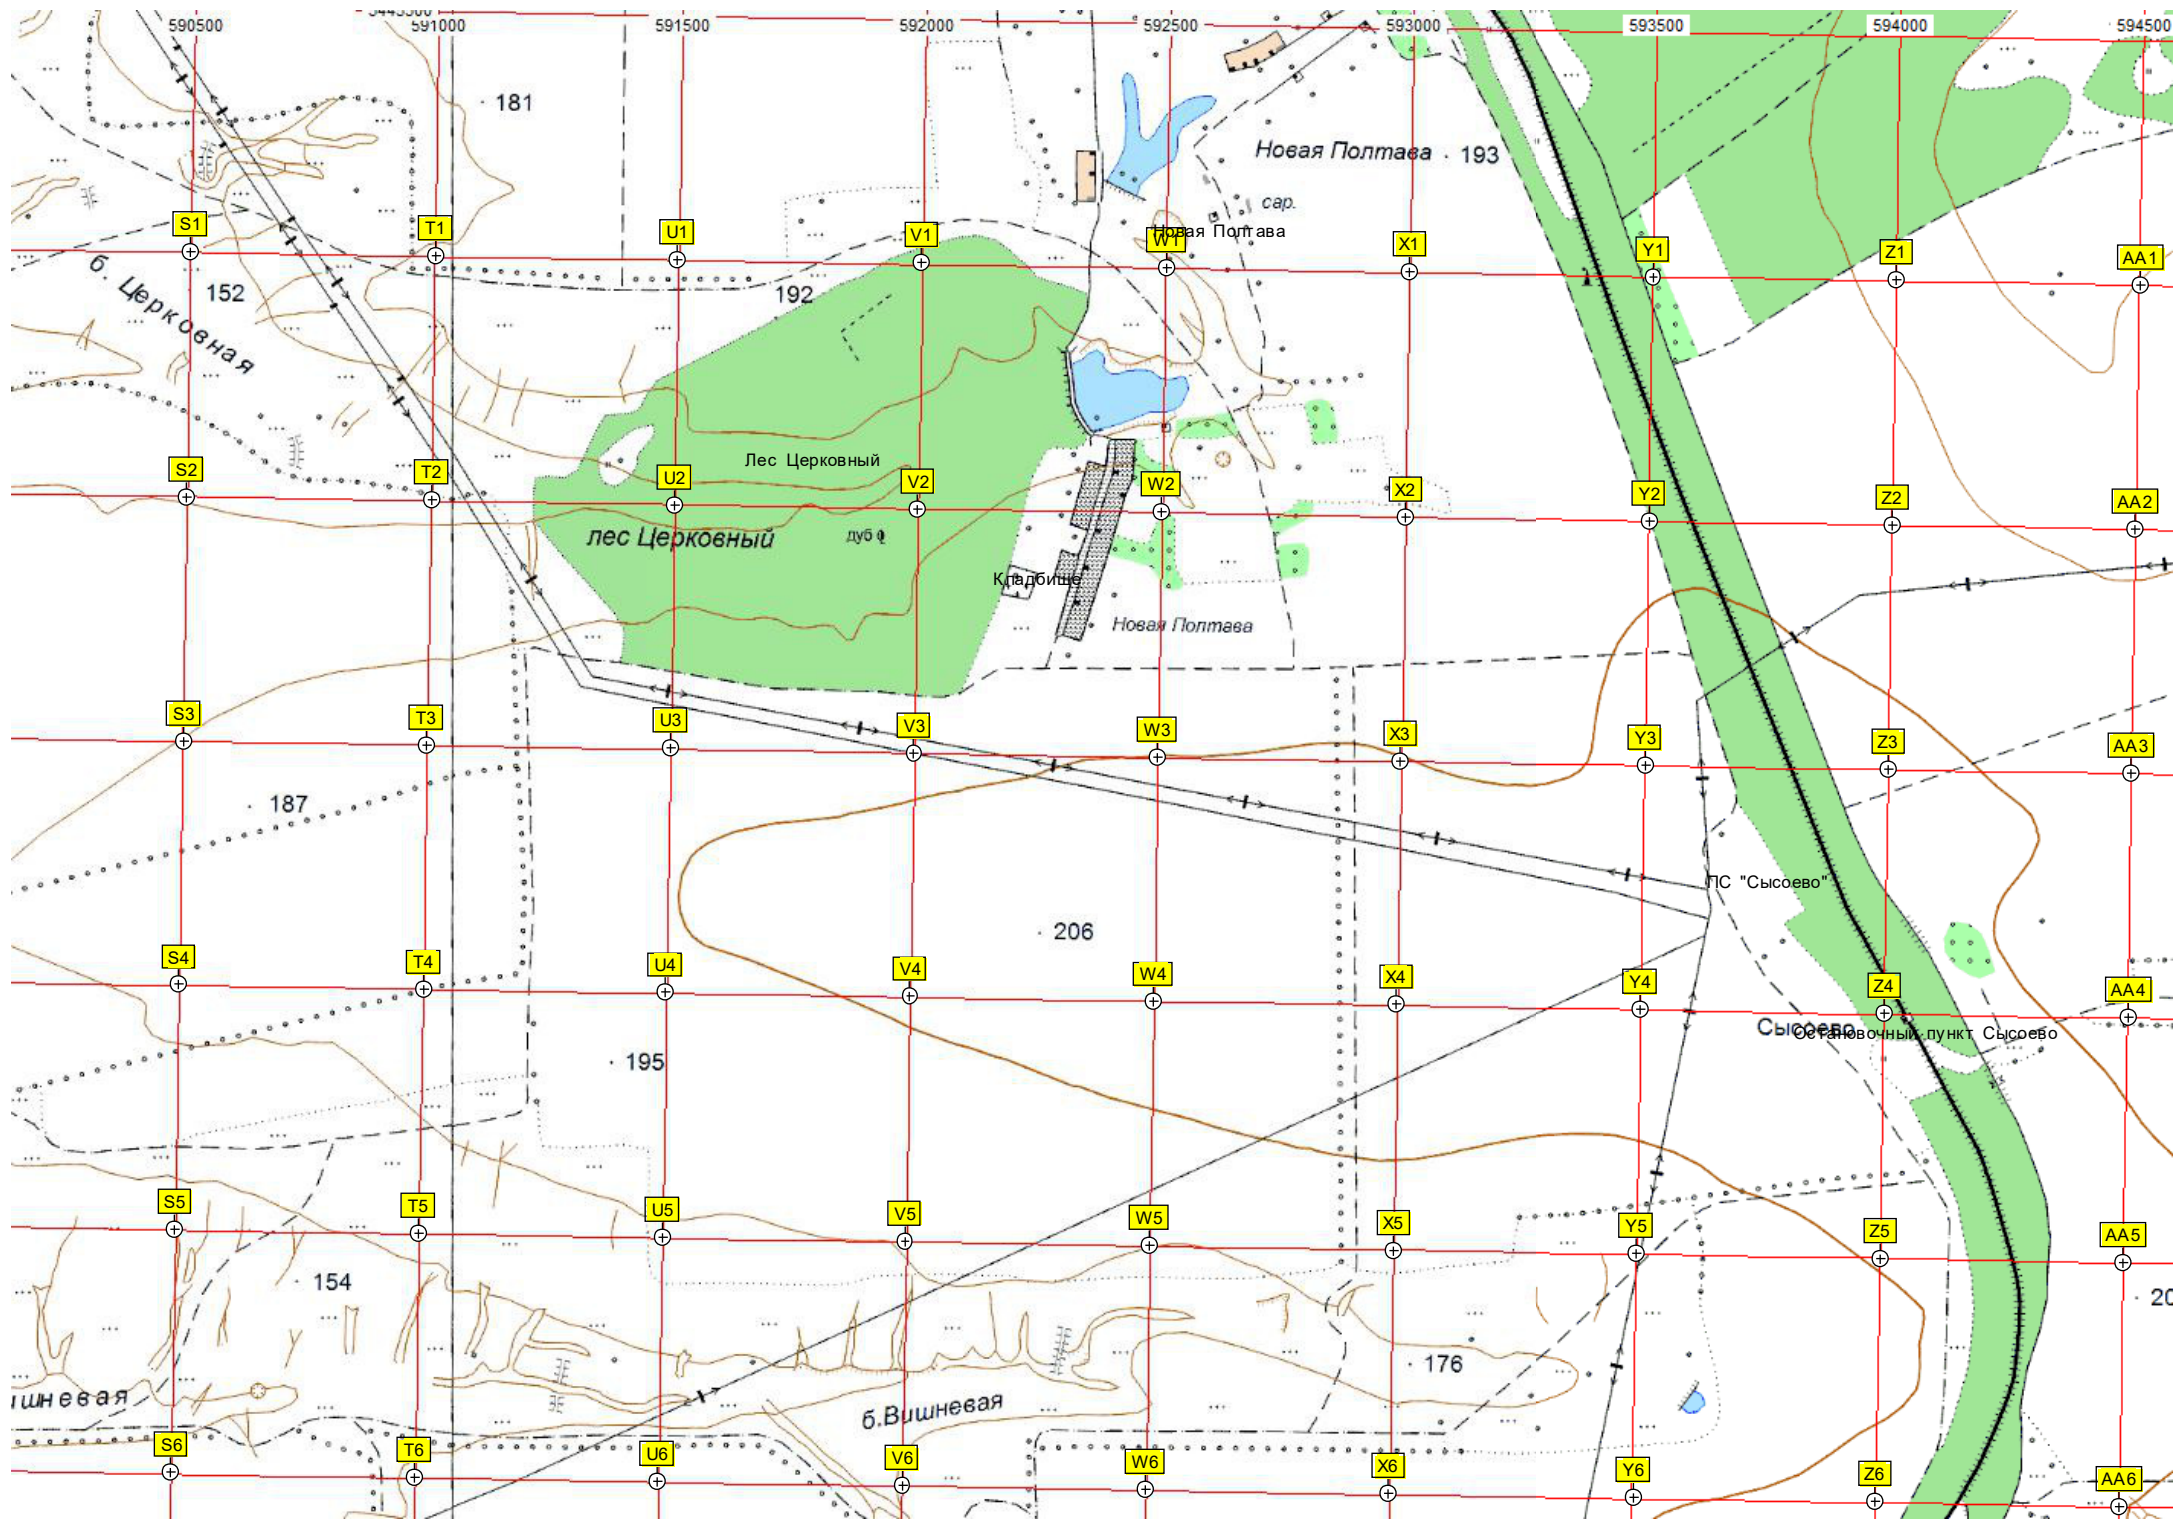 590500 591000 591500 592000 592500 593000 593500 594000 594500
181
Новая Полтава 193
сар.
Новая Полтава
S1 T1 U1 V1 W1 X1 Y1 Z1 AA1
б. Церковная
152
192
Лес Церковный
S2 T2 U2 V2 W2 X2 Y2 Z2 AA2
лес Церковный
дуб
Кладбище
Новая Полтава
S3 T3 U3 V3 W3 X3 Y3 Z3 AA3
187
ПС "Сысоево"
206
S4 T4 U4 V4 W4 X4 Y4 Z4 AA4
Сысоево
Остановочный пункт Сысоево
195
S5 T5 U5 V5 W5 X5 Y5 Z5 AA5
154
20
176
ишневая
б.Вишневая
S6 T6 U6 V6 W6 X6 Y6 Z6 AA6